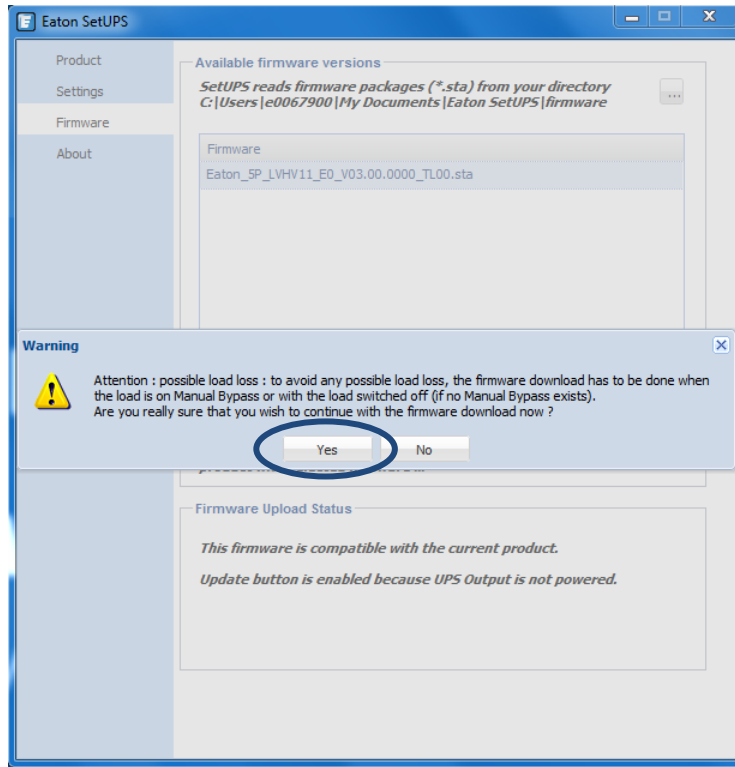 Eaton SetUPS
Product
Settings
Firmware
About
Available firmware versions
SetUPS reads firmware packages (*.sta) from your directory
C:|Users|e0067900|My Documents|Eaton SetUPS|firmware
...
Firmware
Eaton_5P_LVHV11_E0_V03.00.0000_TL00.sta
Warning
Attention : possible load loss : to avoid any possible load loss, the firmware download has to be done when
the load is on Manual Bypass or with the load switched off (if no Manual Bypass exists).
Are you really sure that you wish to continue with the firmware download now ?
Yes
No
Firmware Upload Status
This firmware is compatible with the current product.
Update button is enabled because UPS Output is not powered.